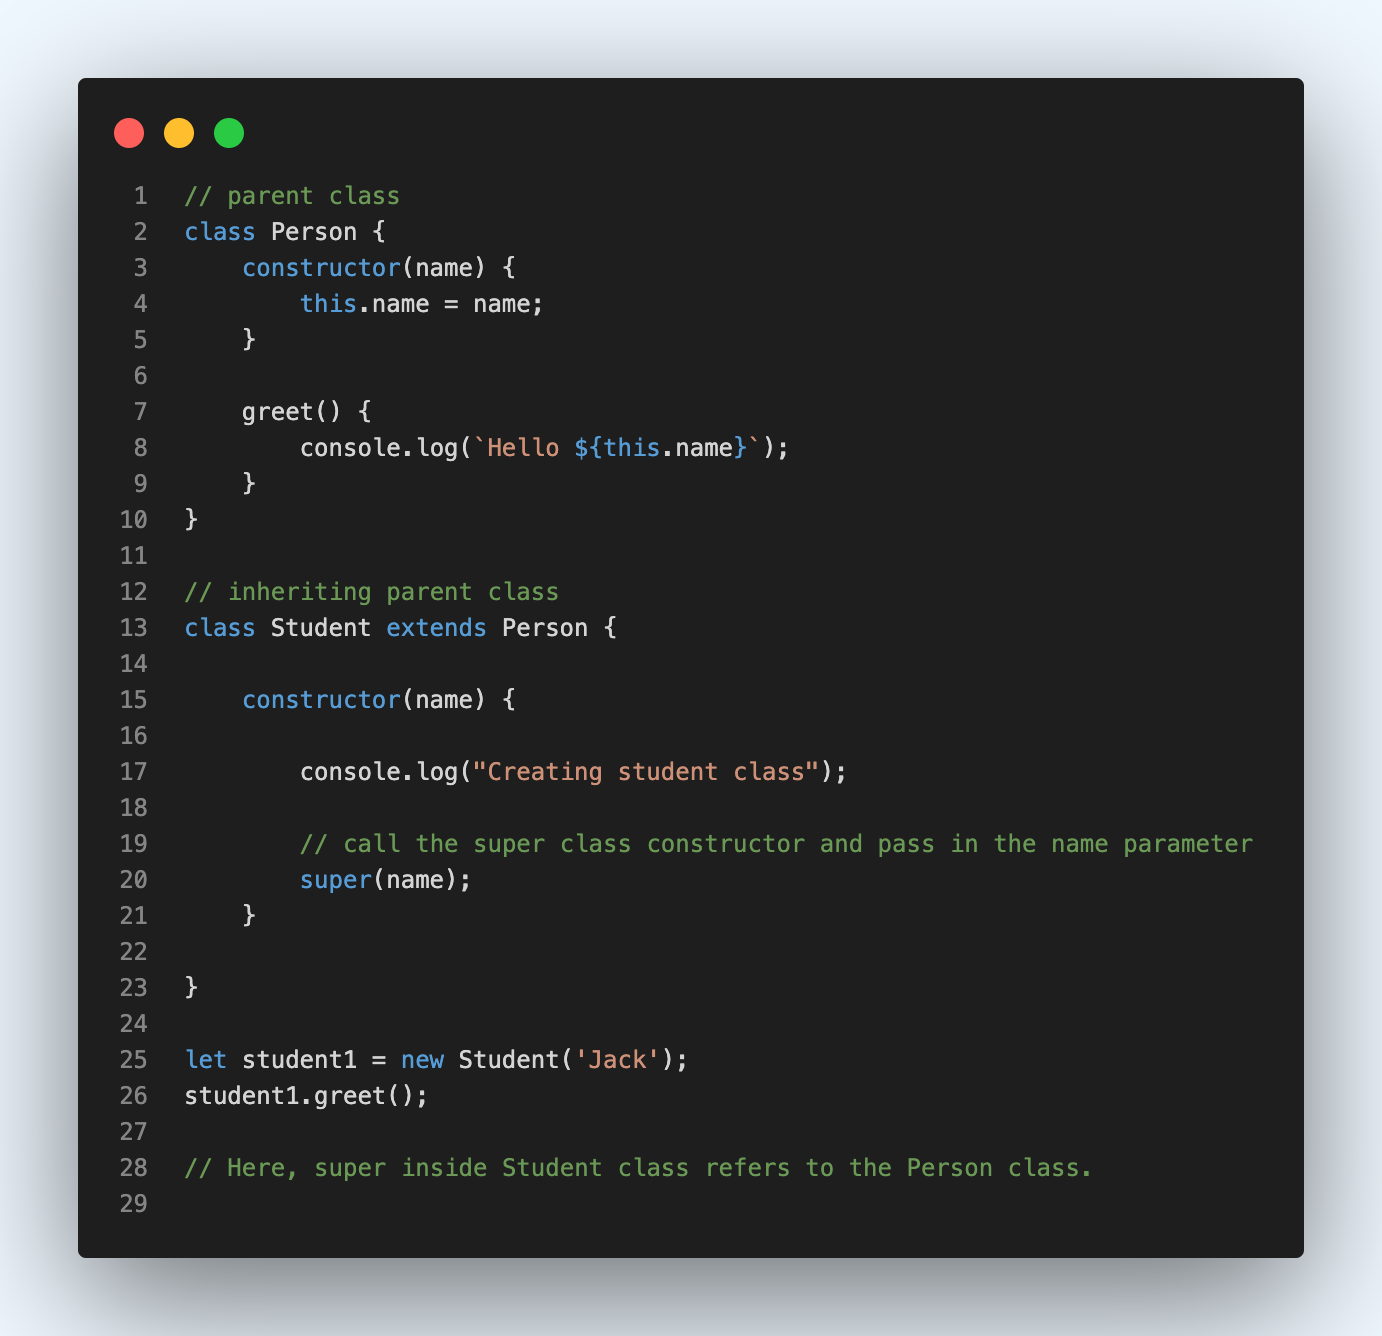 1 // parent class
2 class Person {
3     constructor(name) {
4         this.name = name;
5     }
6
7     greet() {
8         console.log(`Hello ${this.name}`);
9     }
10 }
11
12 // inheriting parent class
13 class Student extends Person {
14
15     constructor(name) {
16
17         console.log("Creating student class");
18
19         // call the super class constructor and pass in the name parameter
20         super(name);
21     }
22
23 }
24
25 let student1 = new Student('Jack');
26 student1.greet();
27
28 // Here, super inside Student class refers to the Person class.
29